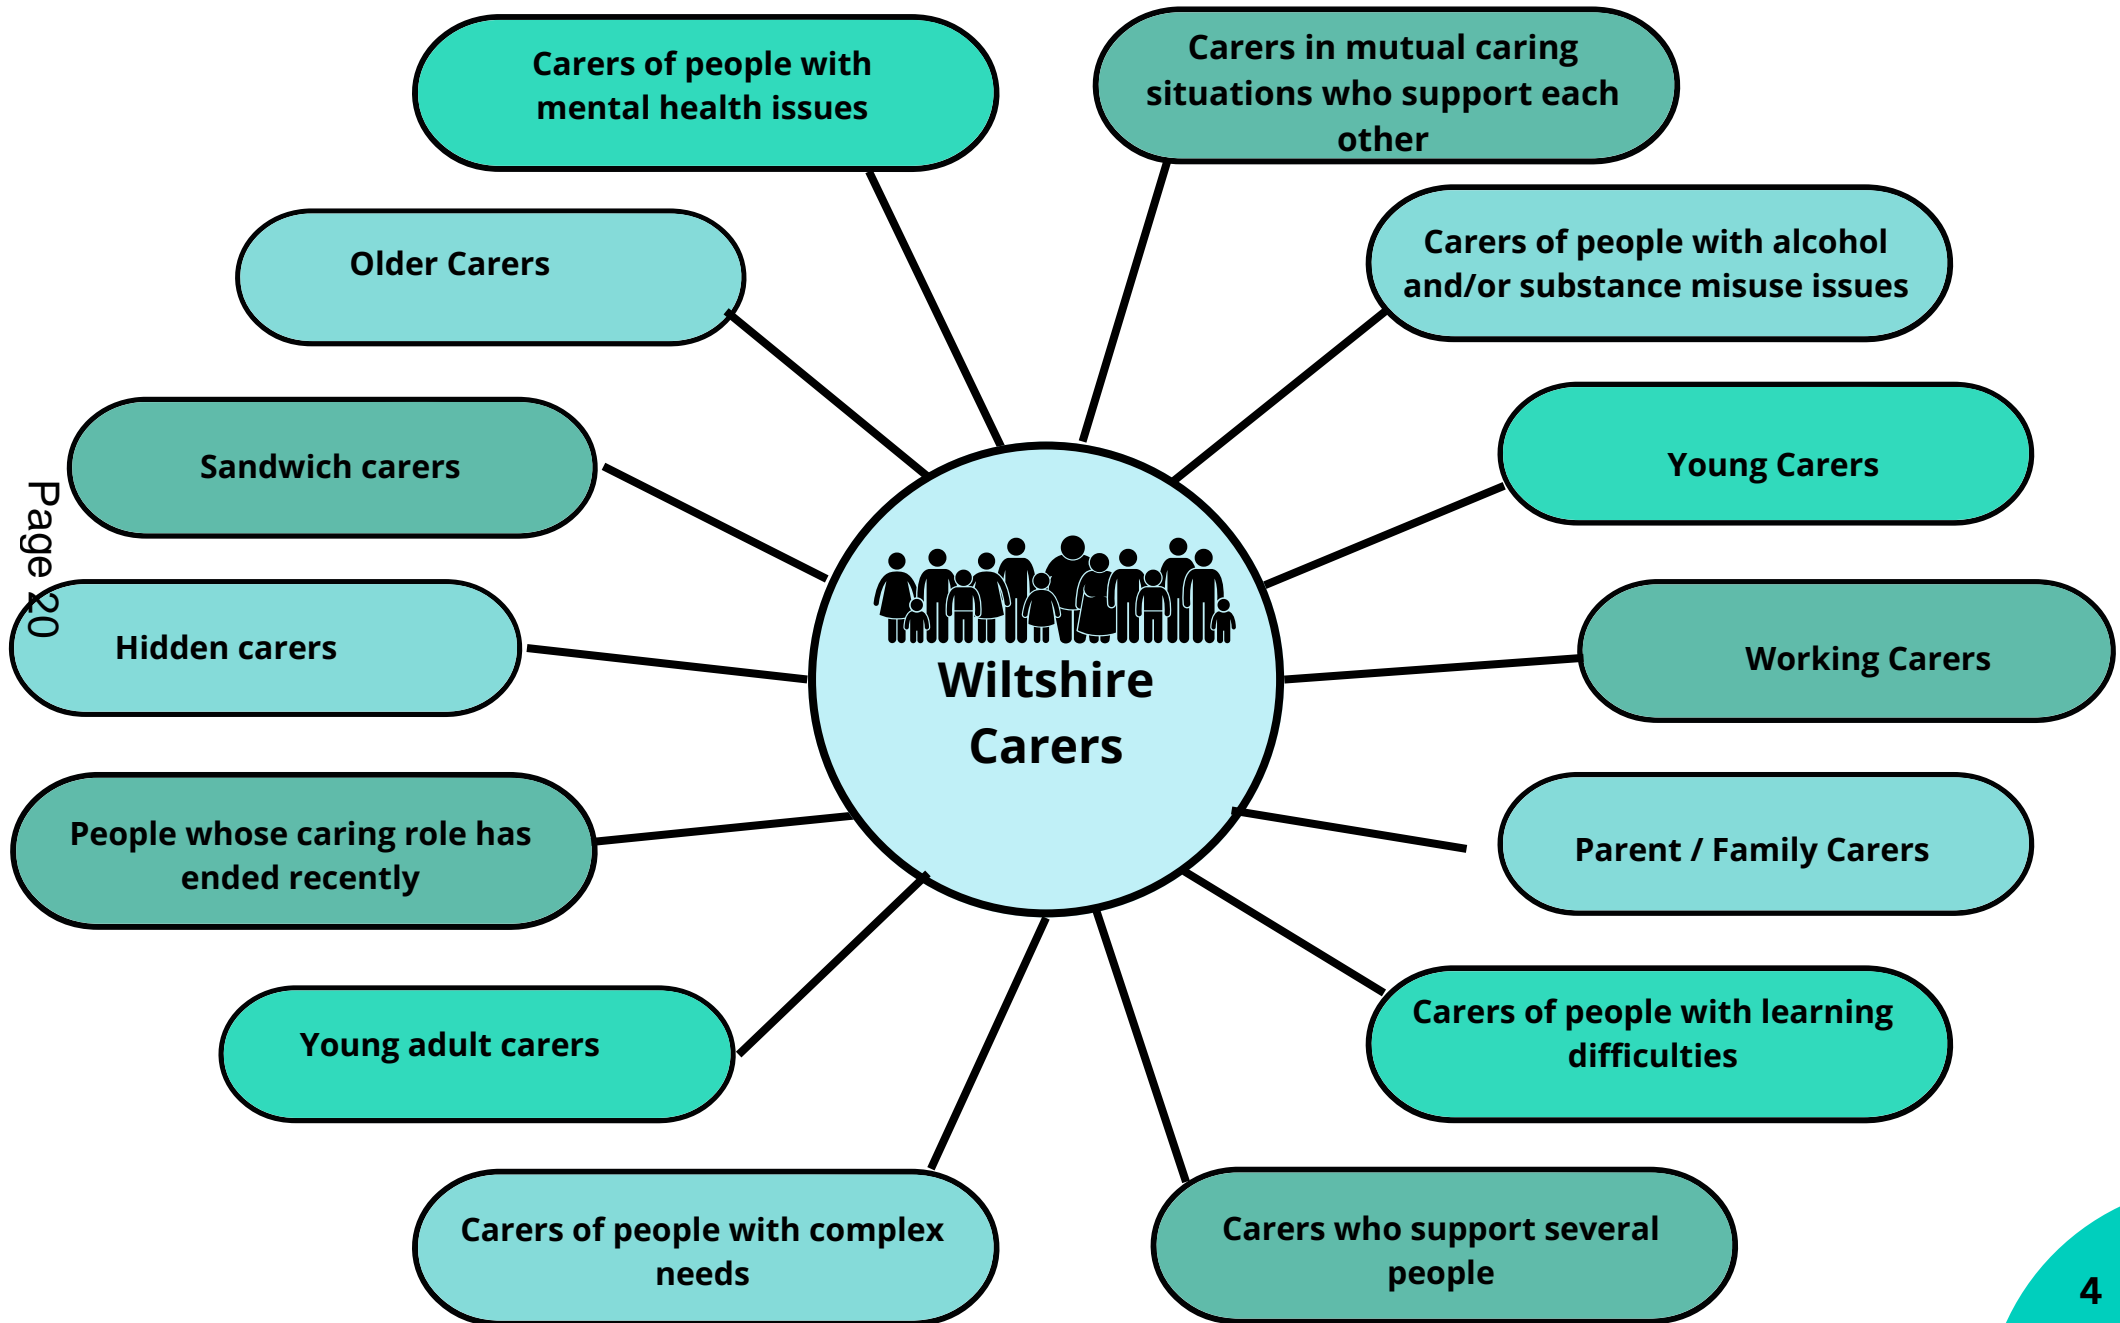 Carers of people with
mental health issues
Carers in mutual caring
situations who support each
other
Older Carers
Carers of people with alcohol
and/or substance misuse issues
Sandwich carers
Young Carers
Page 20
Hidden carers
Wiltshire
Carers
Working Carers
People whose caring role has
ended recently
Parent / Family Carers
Young adult carers
Carers of people with learning
difficulties
Carers of people with complex
needs
Carers who support several
people
4